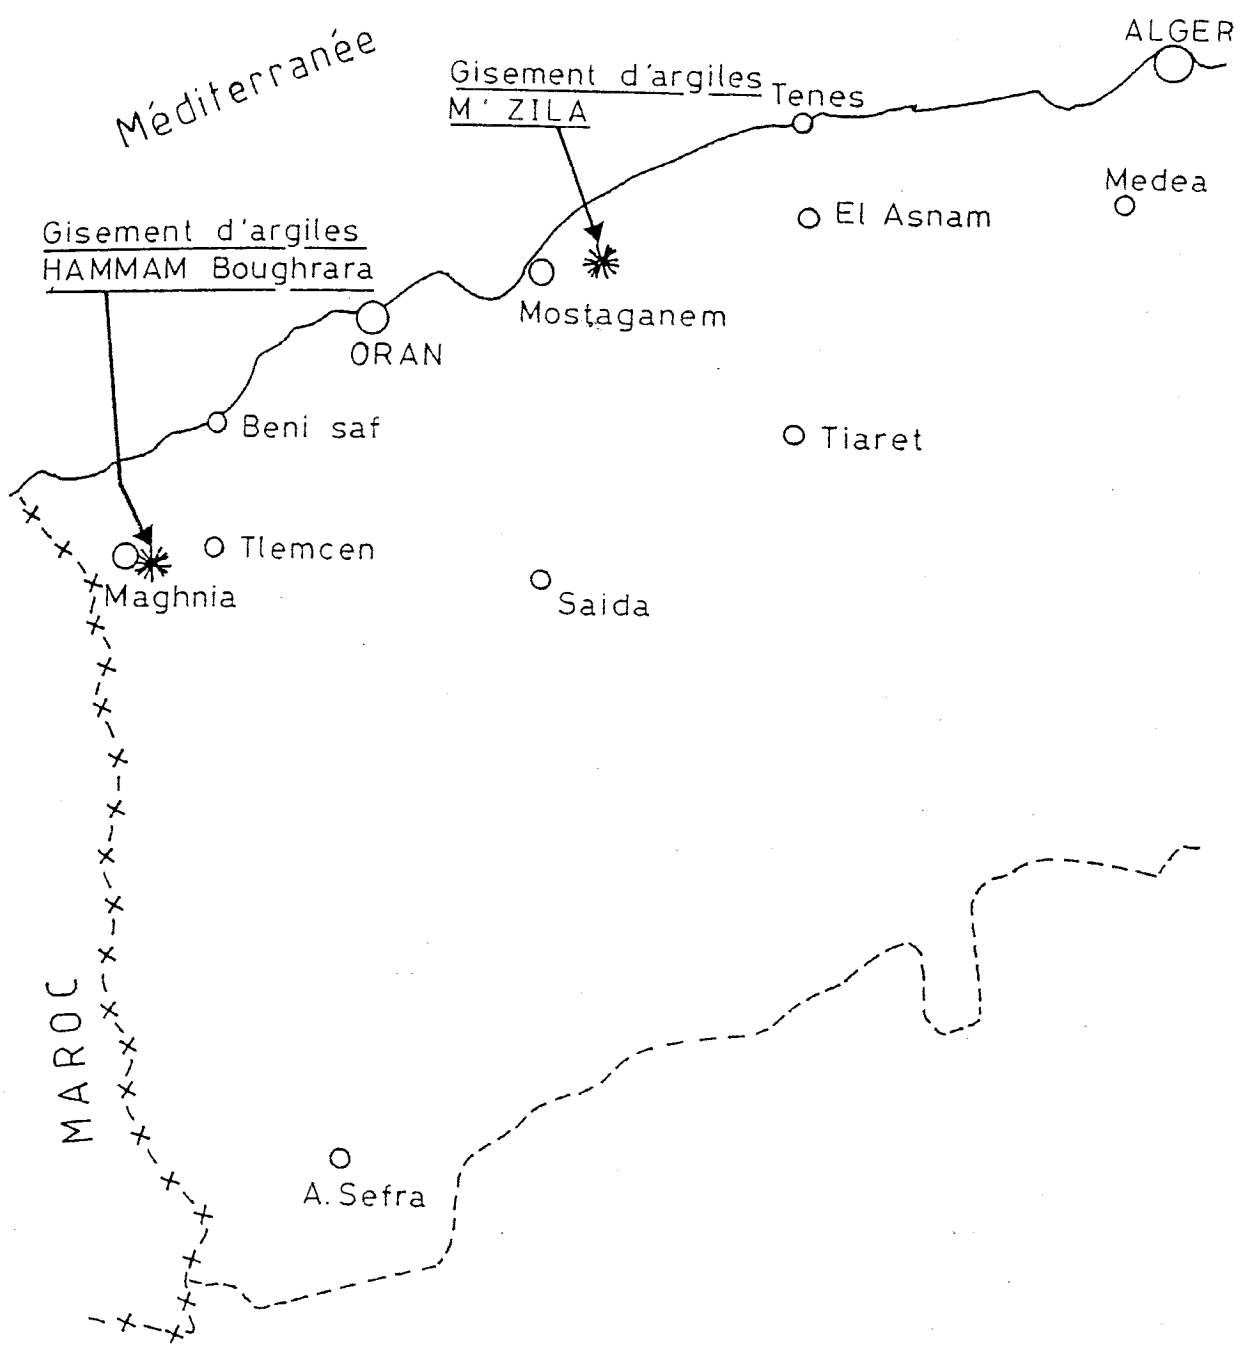 ALGER
Méditerranée
Gisement d'argiles
M' ZILA
Tenes
Medea
El Asnam
Gisement d'argiles
HAMMAM Boughrara
Mostaganem
ORAN
Beni saf
Tiaret
Tlemcen
Maghnia
Saida
MAROC
A. Sefra